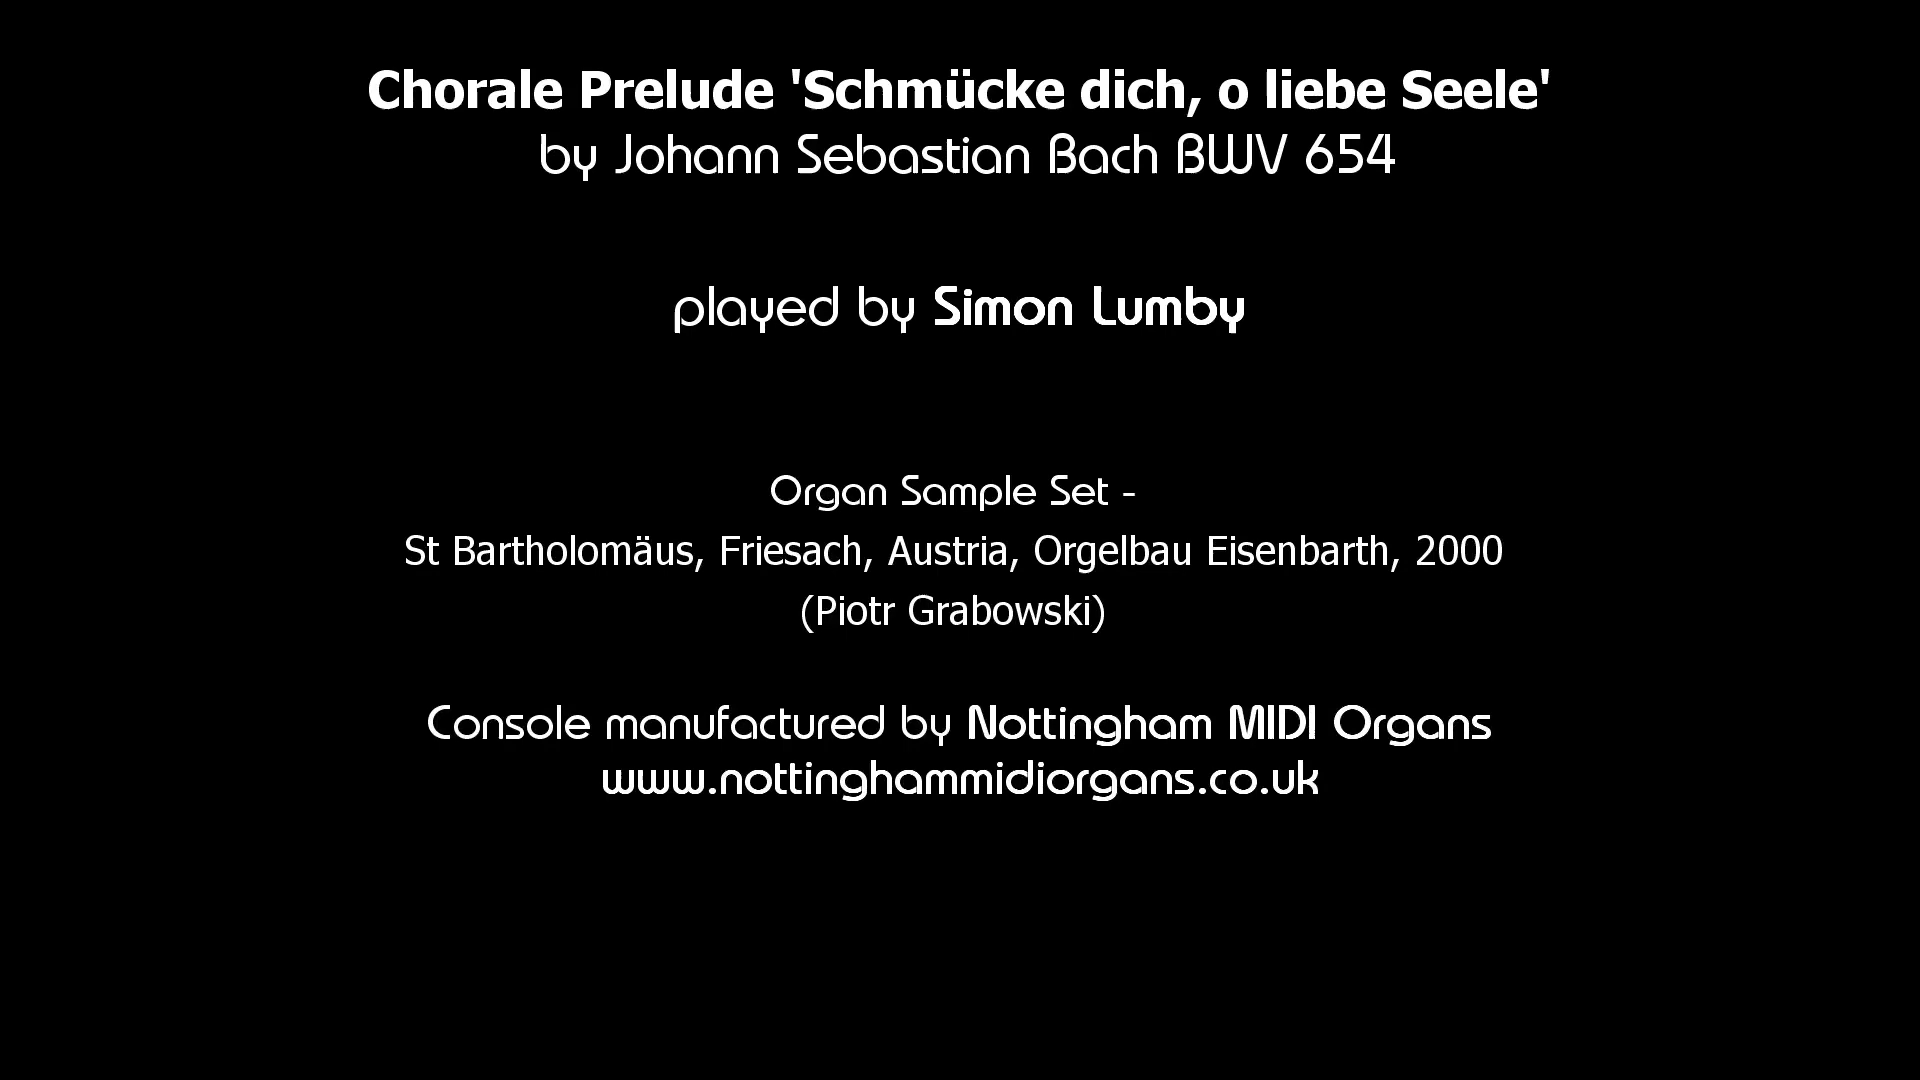 Chorale Prelude 'Schmücke dich, o liebe Seele'
by Johann Sebastian Bach BWV 654
played by Simon Lumby
Organ Sample Set -
St Bartholomäus, Friesach, Austria, Orgelbau Eisenbarth, 2000
(Piotr Grabowski)
Console manufactured by Nottingham MIDI Organs
www.nottinghammidiorgans.co.uk